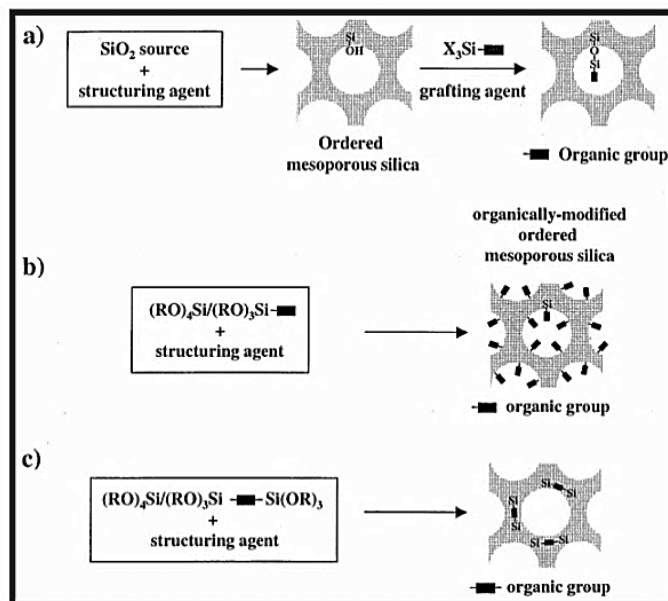 a)
SiO2 source
+
structuring agent
Si
OH
X3Si
grafting agent
Si
O
Si
Ordered
mesoporous silica
Organic group
organically-modified
ordered
mesoporous silica
b)
(RO)4Si/(RO)3Si
+
structuring agent
Si
organic group
c)
(RO)4Si/(RO)3Si Si(OR)3
+
structuring agent
Si Si
Si
Si
Si Si
organic group